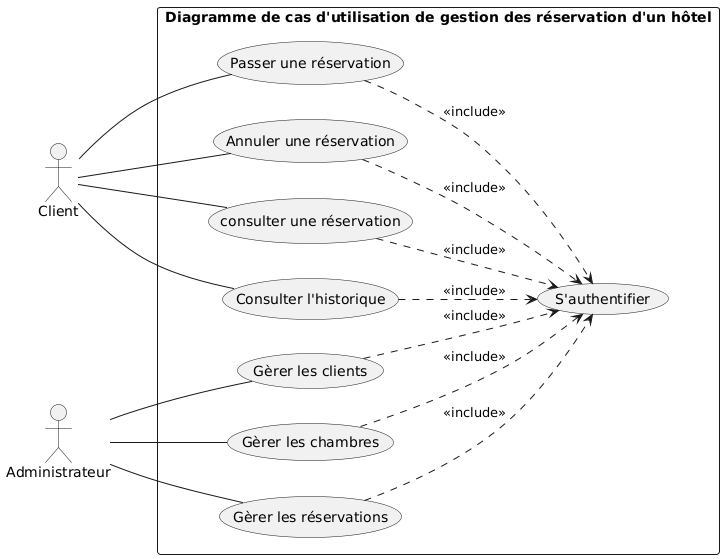 Diagramme de cas d'utilisation de gestion des réservation d'un hôtel
Passer une réservation
«include»
Annuler une réservation
«include»
Client
consulter une réservation
«include»
Consulter l'historique
«include»
S'authentifier
«include»
Gèrer les clients
«include»
Administrateur
Gèrer les chambres
«include»
Gèrer les réservations